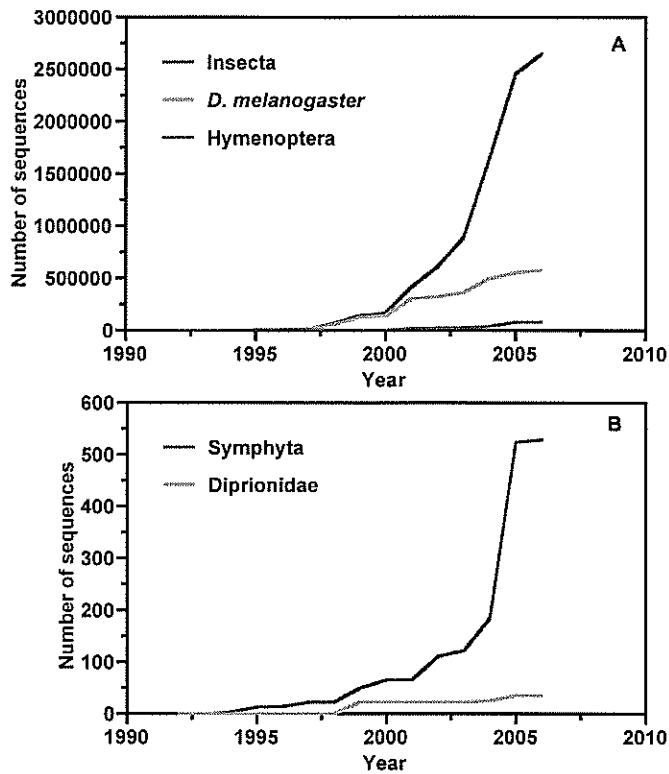 3000000
A
Insecta
2500000
D. melanogaster
2000000
Hymenoptera
1500000
1000000
500000
0
Number of sequences
1990
1995
2000
2005
2010
Year
600
B
Symphyta
500
Diprionidae
400
300
200
100
0
Number of sequences
1990
1995
2000
2005
2010
Year